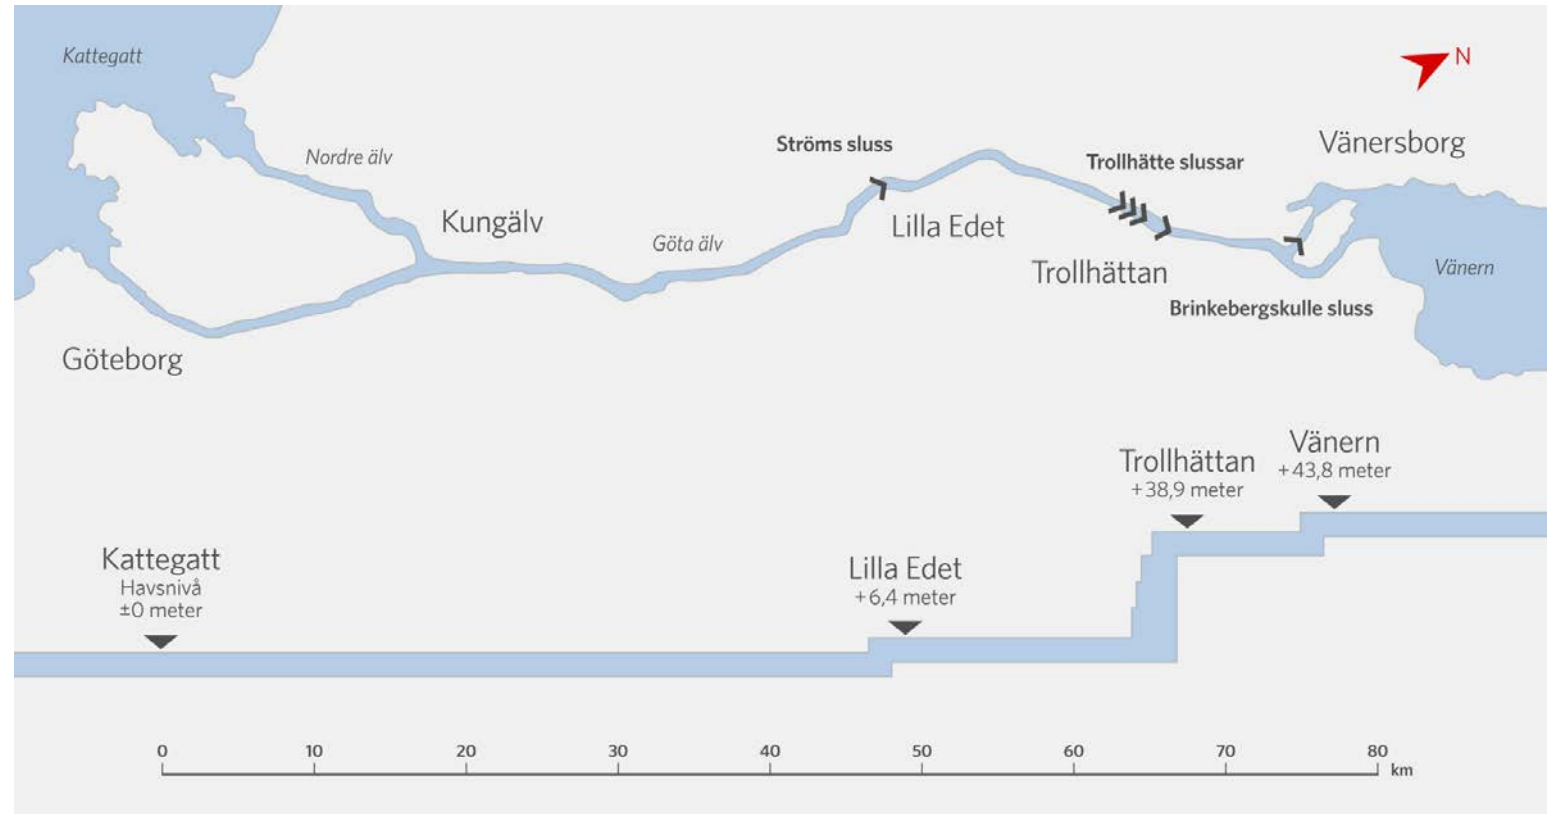 Kattegatt
N
Ströms sluss
Vänersborg
Nordre älv
Trollhätte slussar
Kungälv
Lilla Edet
Göta älv
Trollhättan
Vänern
Brinkebergskulle sluss
Göteborg
Vänern
+43,8 meter
Trollhättan
+38,9 meter
Kattegatt
Havsnivå
±0 meter
Lilla Edet
+6,4 meter
0 10 20 30 40 50 60 70 80
km